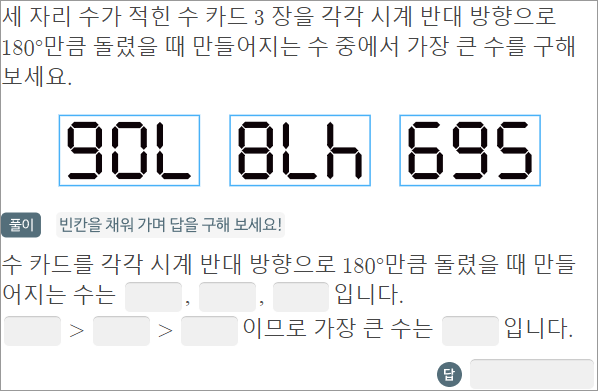 세 자리 수가 적힌 수 카드 3 장을 각각 시계 반대 방향으로
180°만큼 돌렸을 때 만들어지는 수 중에서 가장 큰 수를 구해
보세요.
90L 8Lh 695
풀이 빈칸을 채워 가며 답을 구해 보세요!
수 카드를 각각 시계 반대 방향으로 180°만큼 돌렸을 때 만들
어지는 수는 , , 입니다.
> > 이므로 가장 큰 수는 입니다.
답